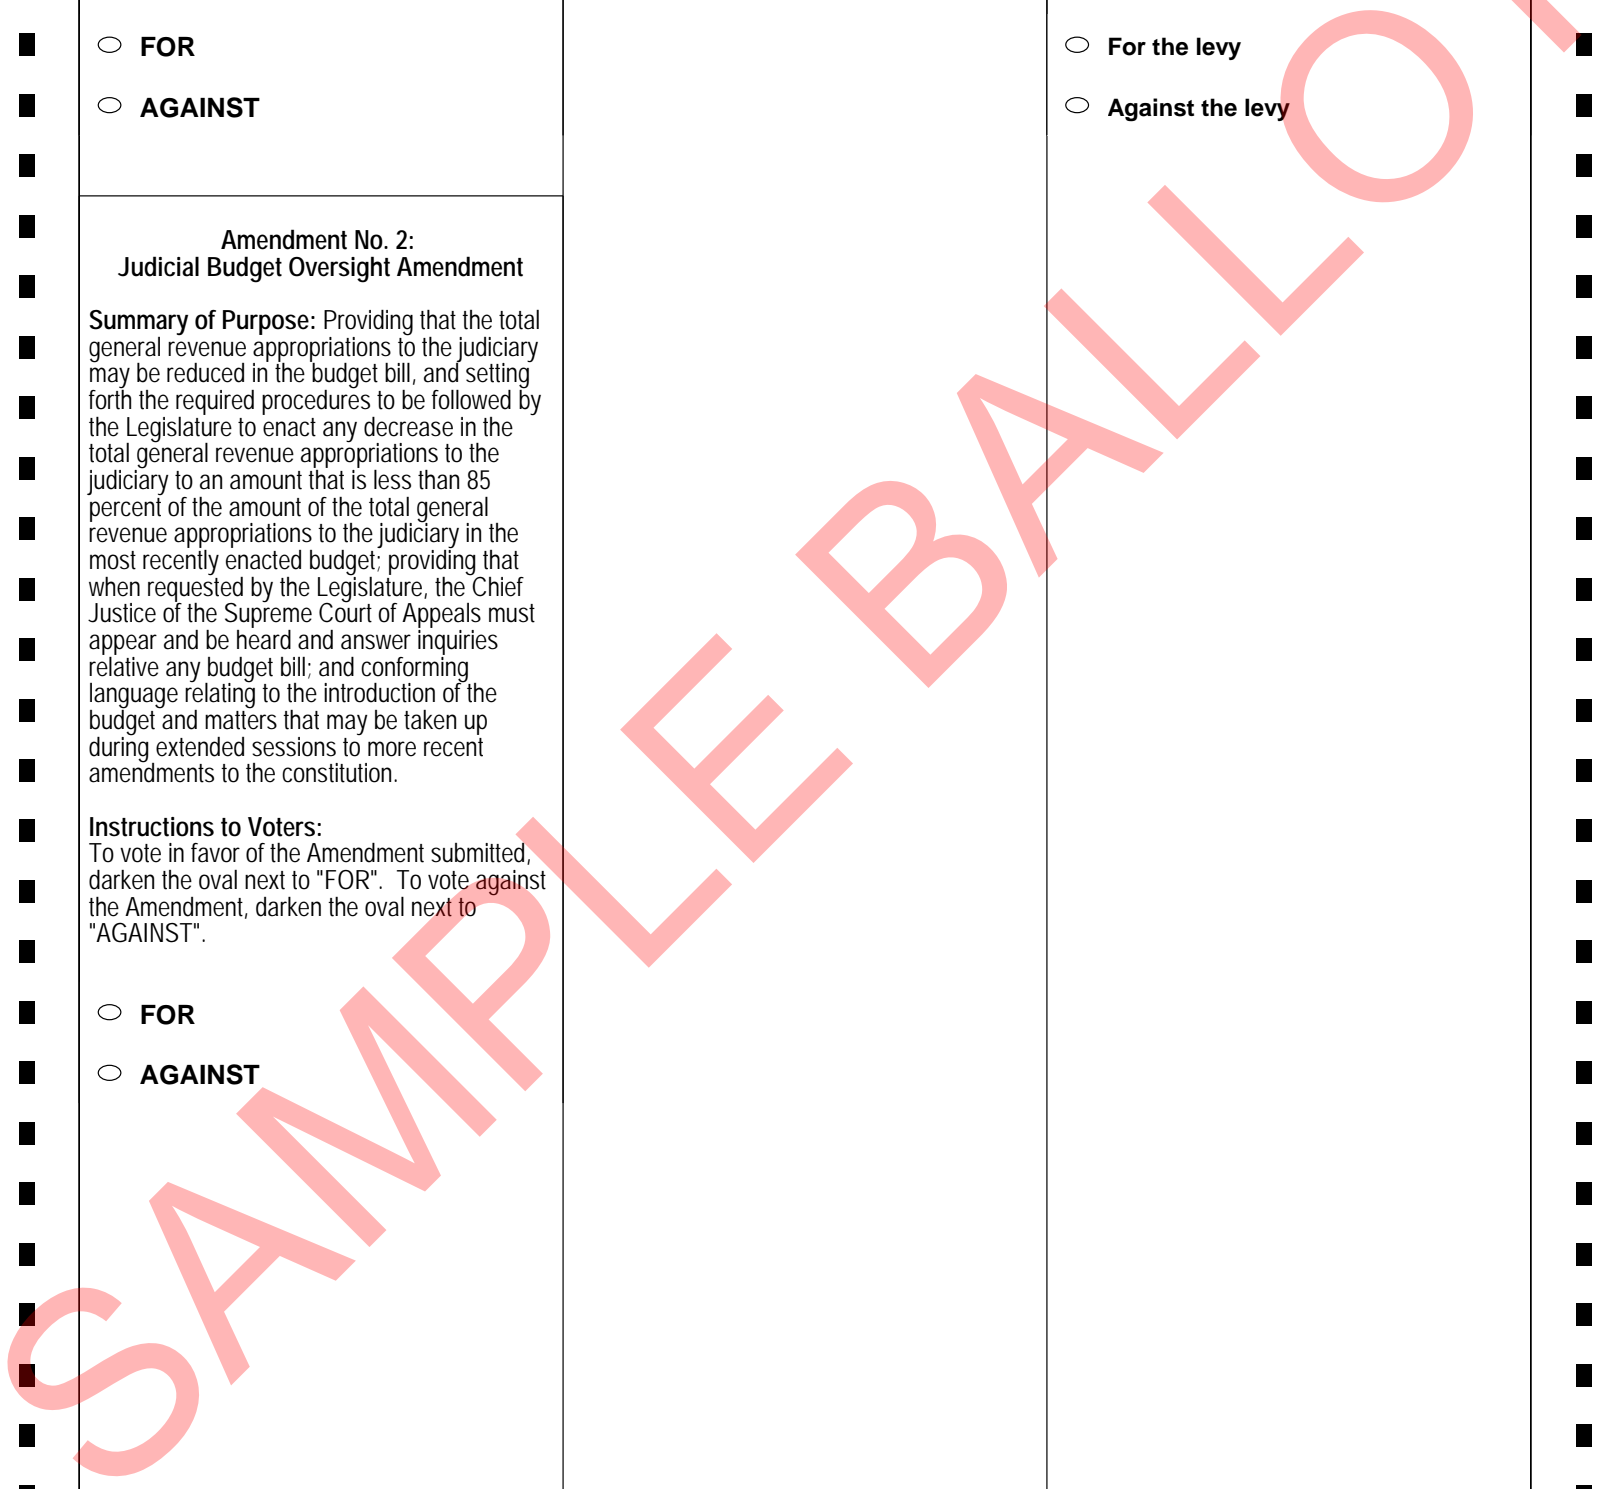 FOR
AGAINST
Amendment No. 2:
Judicial Budget Oversight Amendment
Summary of Purpose: Providing that the total
general revenue appropriations to the judiciary
may be reduced in the budget bill, and setting
forth the required procedures to be followed by
the Legislature to enact any decrease in the
total general revenue appropriations to the
judiciary to an amount that is less than 85
percent of the amount of the total general
revenue appropriations to the judiciary in the
most recently enacted budget; providing that
when requested by the Legislature, the Chief
Justice of the Supreme Court of Appeals must
appear and be heard and answer inquiries
relative any budget bill; and conforming
language relating to the introduction of the
budget and matters that may be taken up
during extended sessions to more recent
amendments to the constitution.
Instructions to Voters:
To vote in favor of the Amendment submitted,
darken the oval next to "FOR".  To vote against
the Amendment, darken the oval next to
"AGAINST".
FOR
AGAINST
For the levy
Against the levy
SAMPLE BALLOT